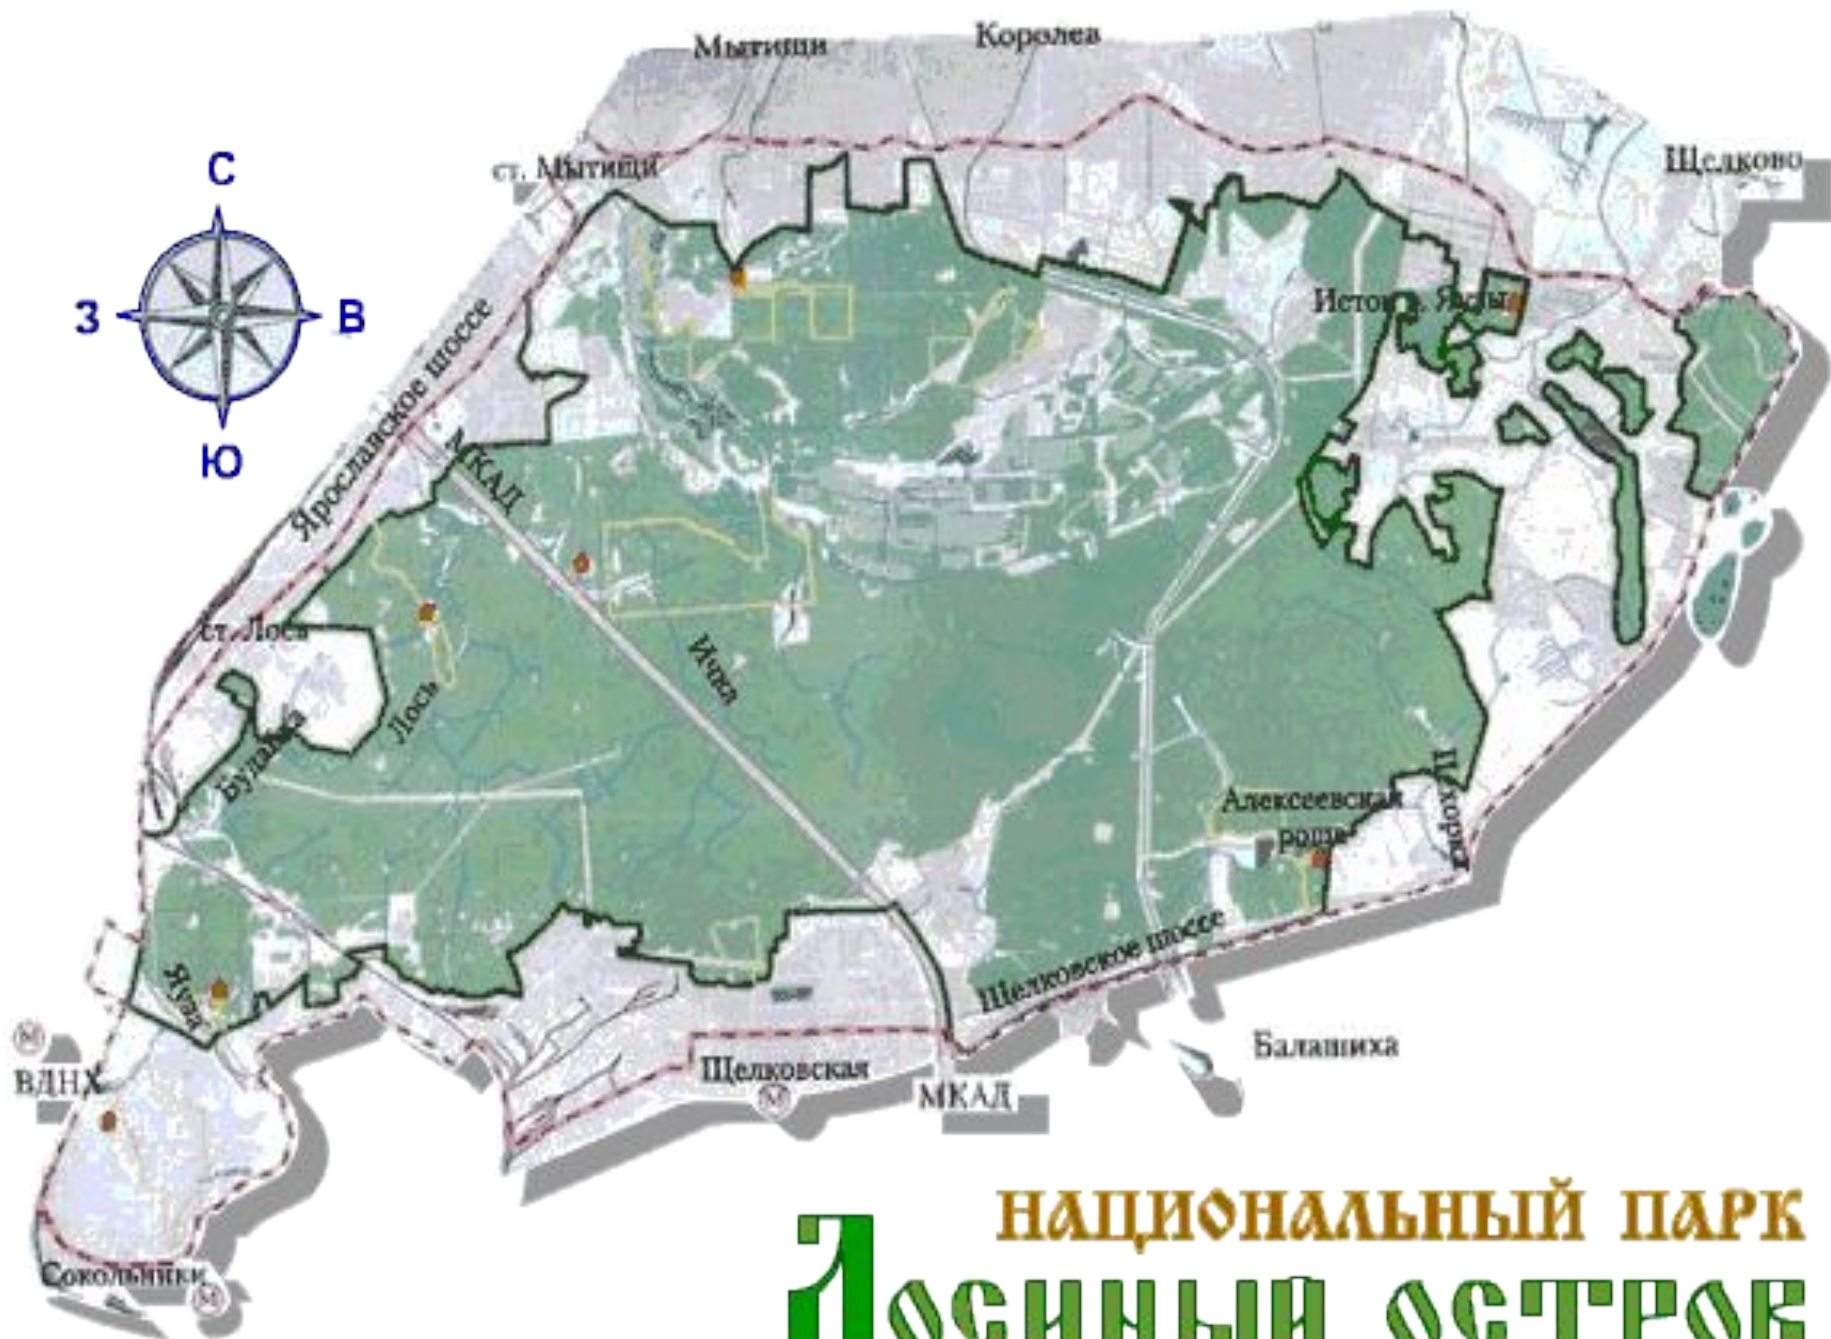 Мытищи
Королев
ст. Мытищи
Щелково
С
З
В
Ю
Ярославское шоссе
МКАД
Исток р. Яузы
ст. Лось
Лось
Ичка
Будайка
Пехорка
Алексеевская
роща
Яуза
Щелковское шоссе
М
ВДНХ
Щелковская
М
МКАД
Балашиха
Сокольники
М
НАЦИОНАЛЬНЫЙ ПАРК
Лосиный остров